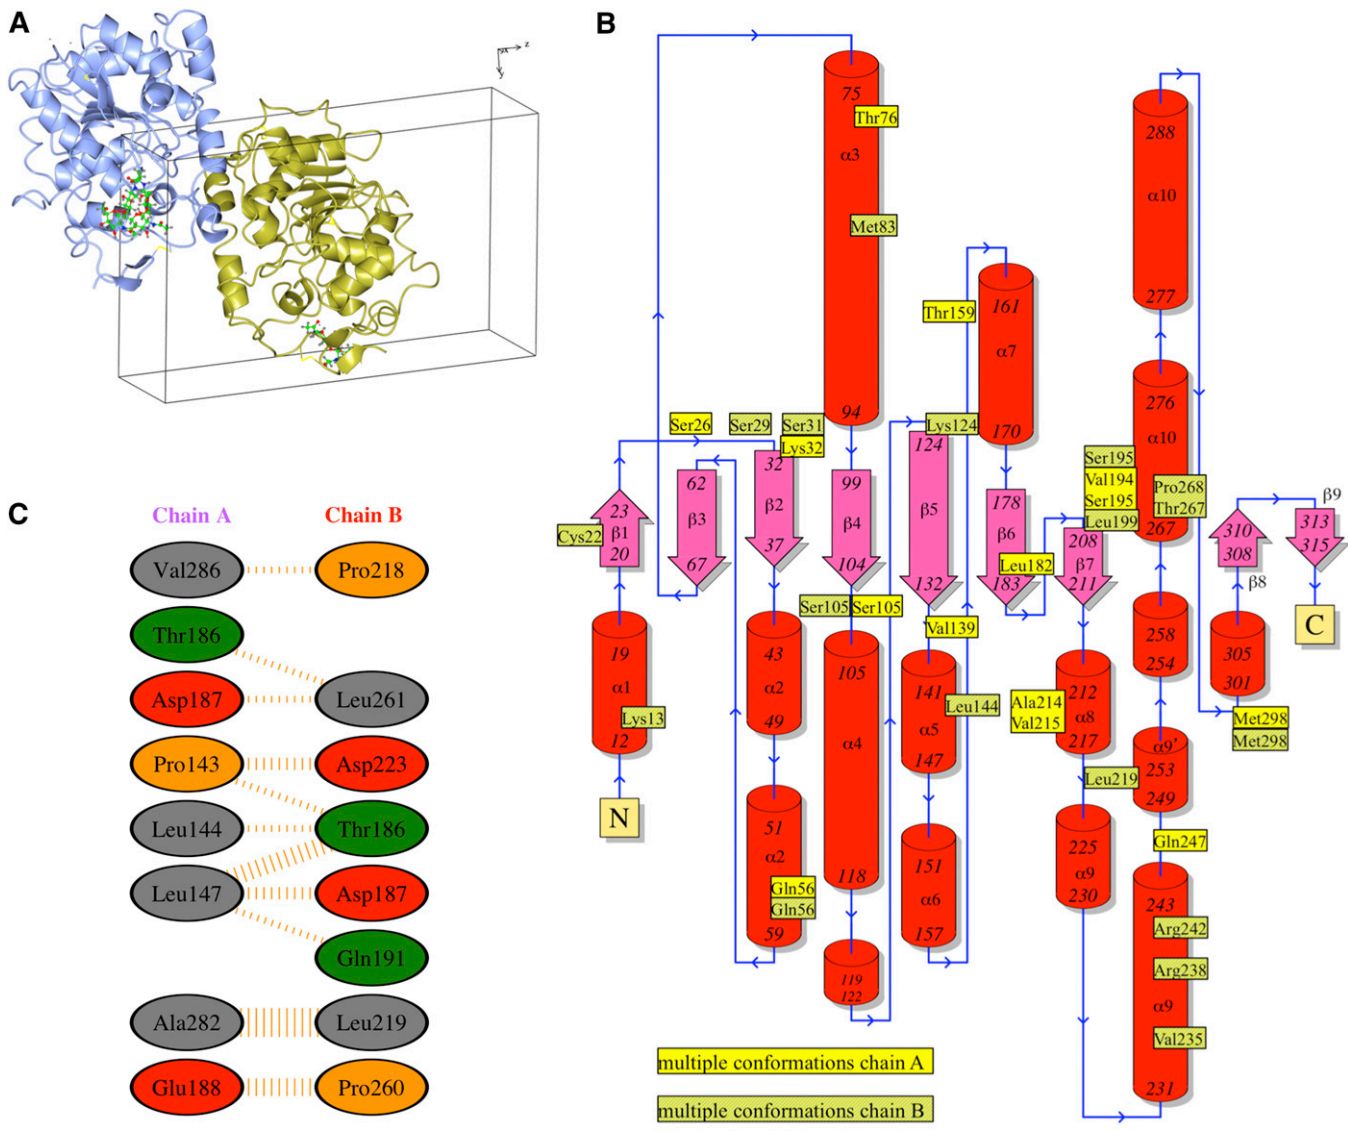 A
B
z
y
75
Thr76
α3
Met83
94
288
α10
277
Thr159
161
α7
170
Ser26
Ser29
Ser31
Lys32
Lys124
276
α10
Pro268
Thr267
267
Ser195
Val194
Ser195
Leu199
23
β1
20
Cys22
62
β3
67
32
β2
37
99
β4
104
124
β5
132
178
β6
183
Leu182
208
β7
211
310
308
β8
β9
313
315
C
Ser105
Ser105
Val139
19
α1
Lys13
12
N
43
α2
49
105
α4
118
141
α5
147
Leu144
Ala214
Val215
212
α8
217
258
254
305
301
Met298
Met298
Leu219
α9'
253
249
51
α2
Gln56
Gln56
59
119
122
151
α6
157
225
α9
230
Gln247
243
Arg242
Arg238
α9
Val235
231
multiple conformations chain A
multiple conformations chain B
C
Chain A Chain B
Val286 Pro218
Thr186
Asp187 Leu261
Pro143 Asp223
Leu144 Thr186
Leu147 Asp187
Gln191
Ala282 Leu219
Glu188 Pro260